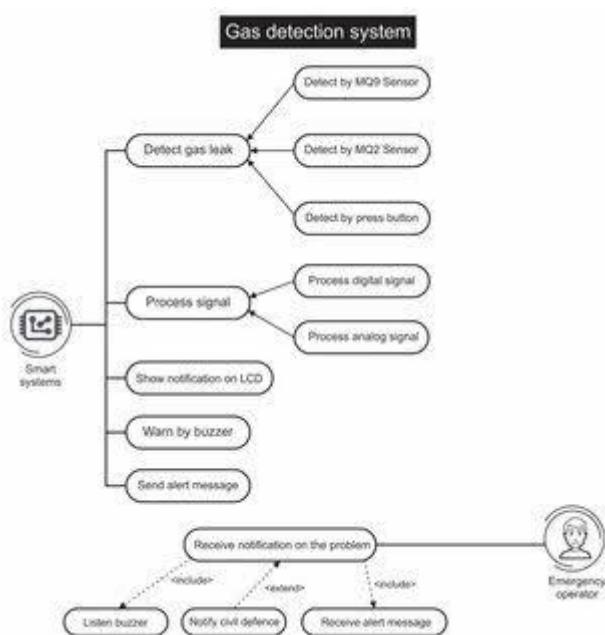 Gas detection system
Detect by MQ9 Sensor
Detect gas leak
Detect by MQ2 Sensor
Detect by press button
Process digital signal
Process signal
Process analog signal
Smart
systems
Show notification on LCD
Warn by buzzer
Send alert message
Receive notification on the problem
Emergency
operator
<include>
<extend>
<include>
Listen buzzer
Notify civil defence
Receive alert message